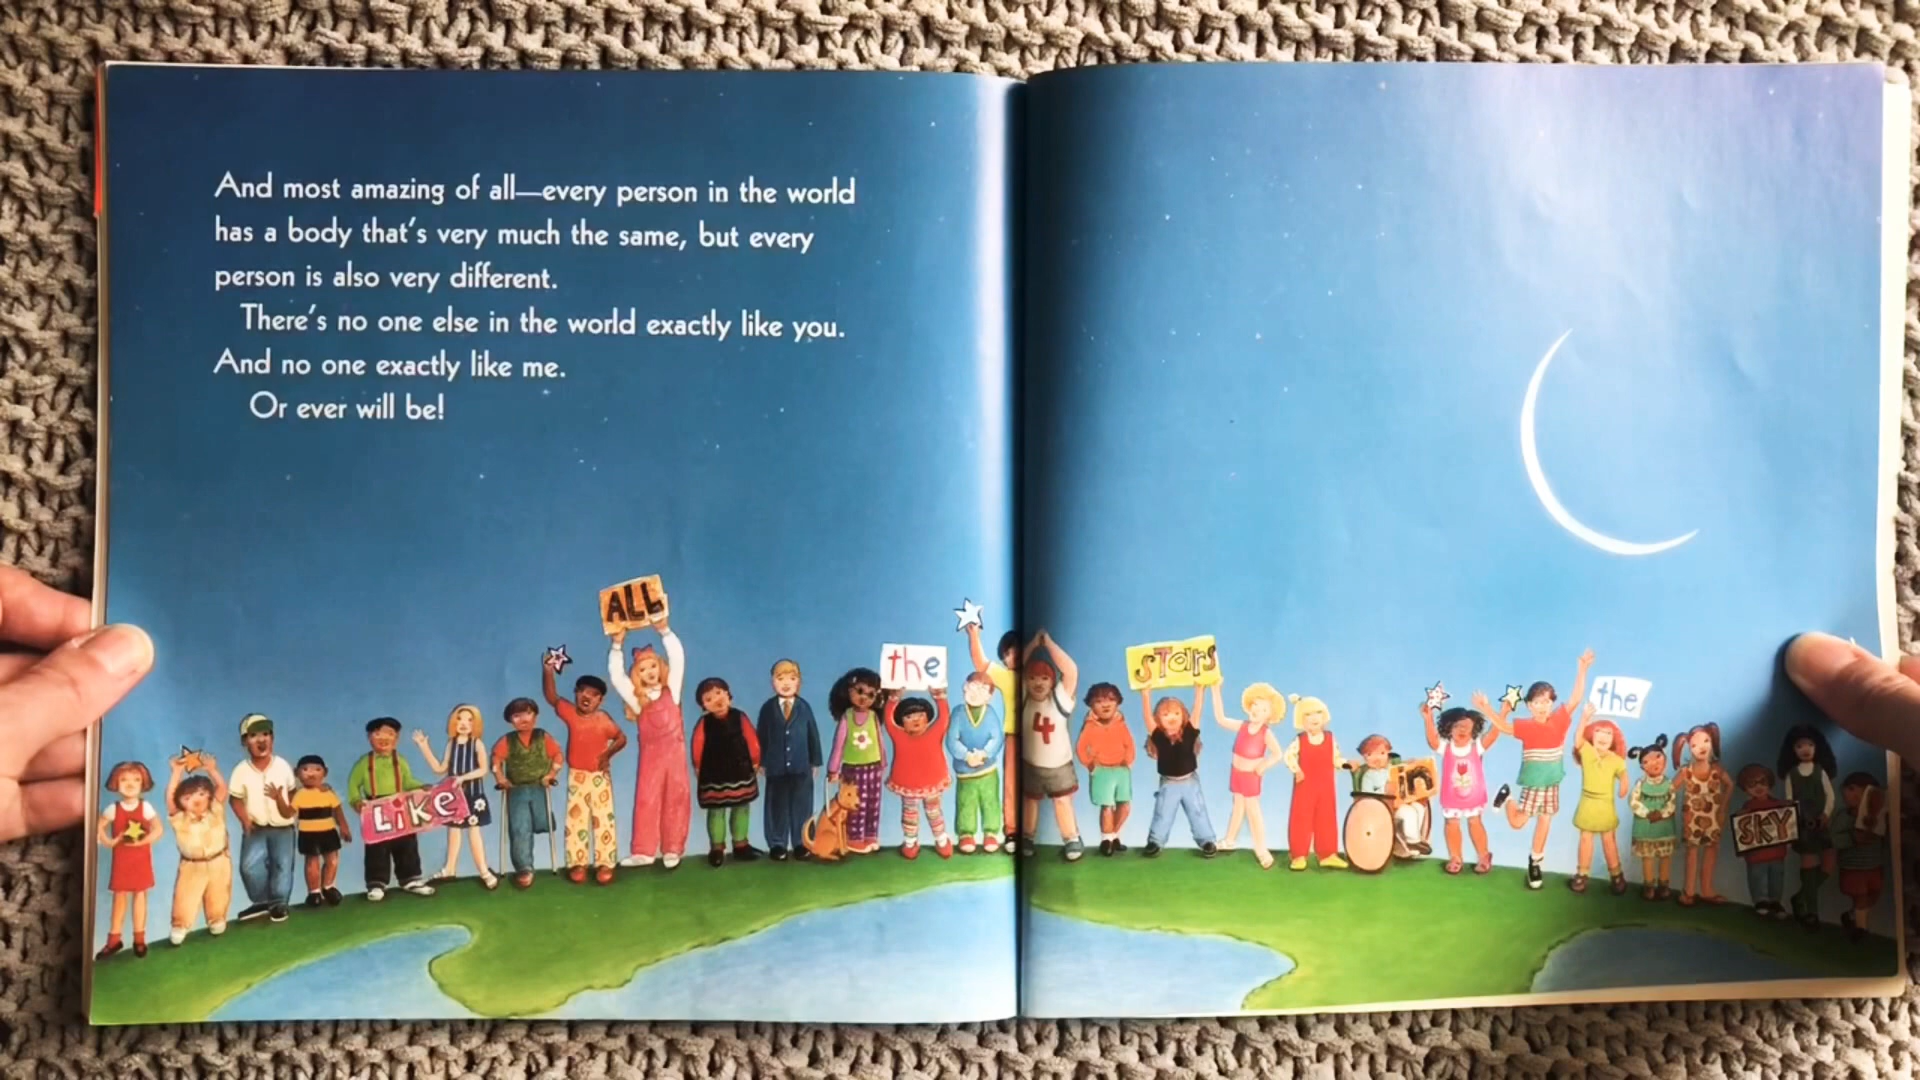 And most amazing of all—every person in the world
has a body that's very much the same, but every
person is also very different.
There's no one else in the world exactly like you.
And no one exactly like me.
Or ever will be!
LiKe
ALL
the
sTars
in
the
SKY
4